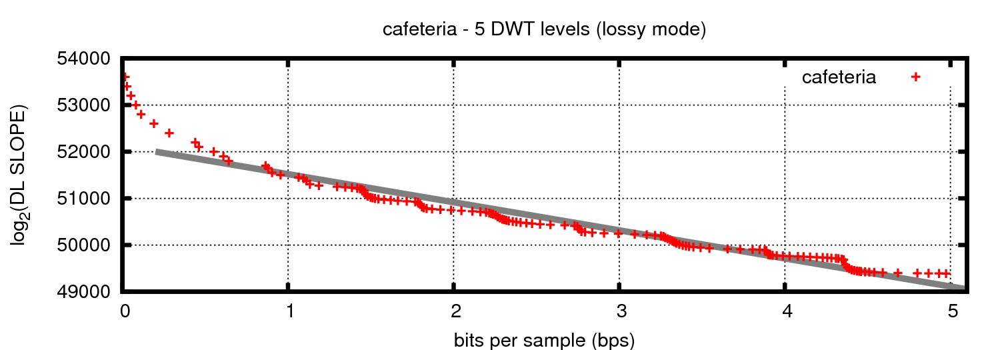 cafeteria - 5 DWT levels (lossy mode)
54000
53000
52000
51000
50000
49000
log2(DL SLOPE)
cafeteria
0 1 2 3 4 5
bits per sample (bps)